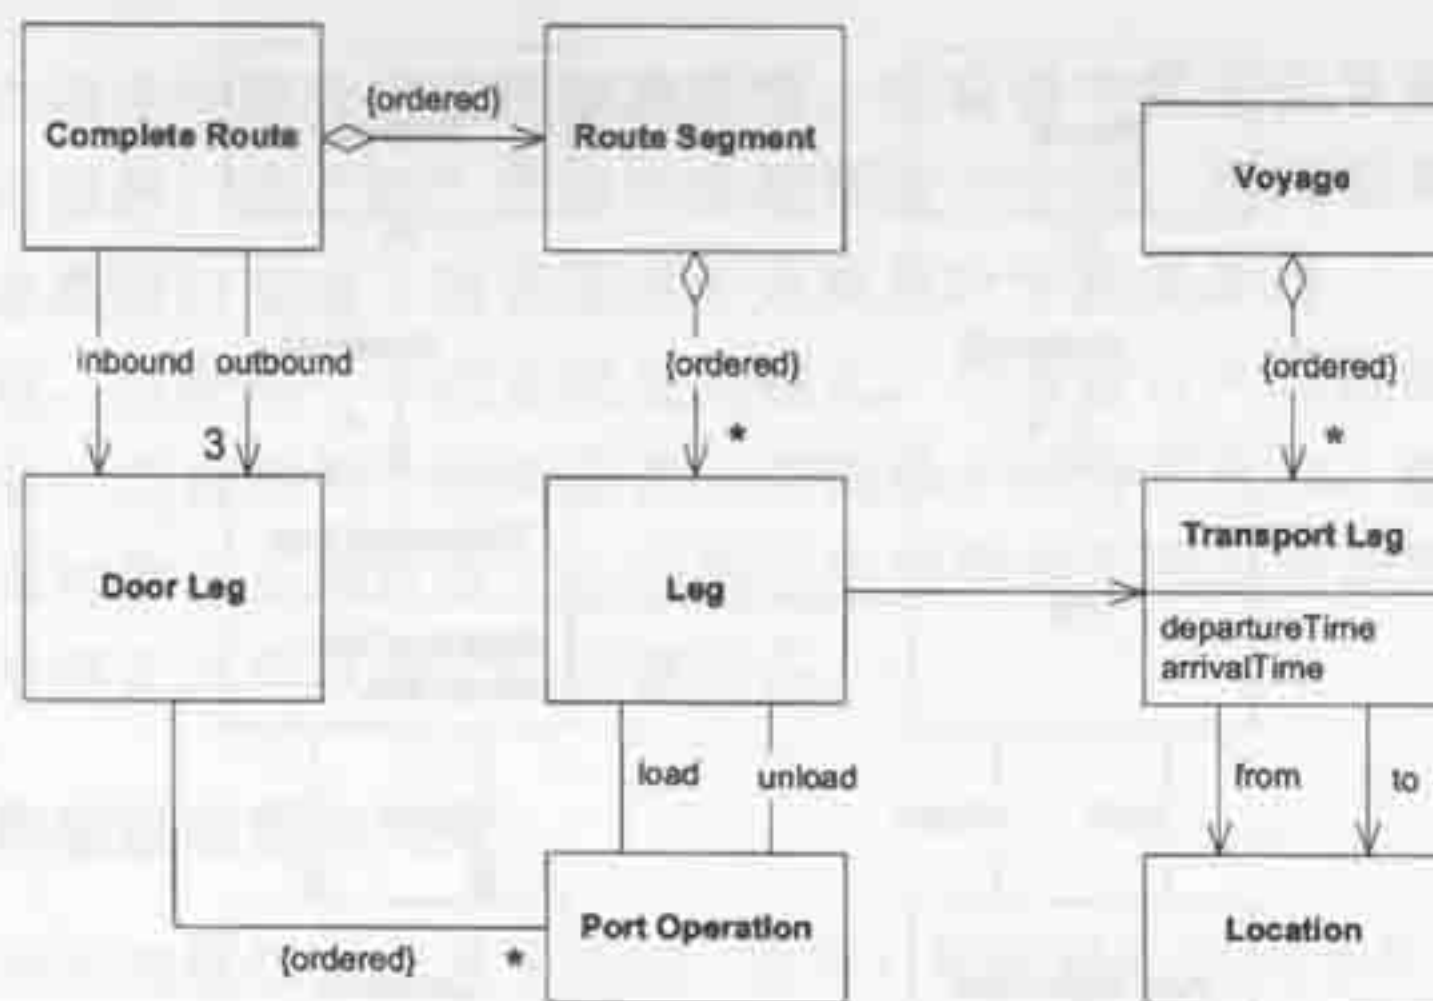 {ordered}
Complete Route
Route Segment
Voyage
inbound outbound
{ordered}
{ordered}
3
*
*
Door Leg
Leg
Transport Leg
departureTime
arrivalTime
load
unload
from
to
Port Operation
Location
{ordered}
*